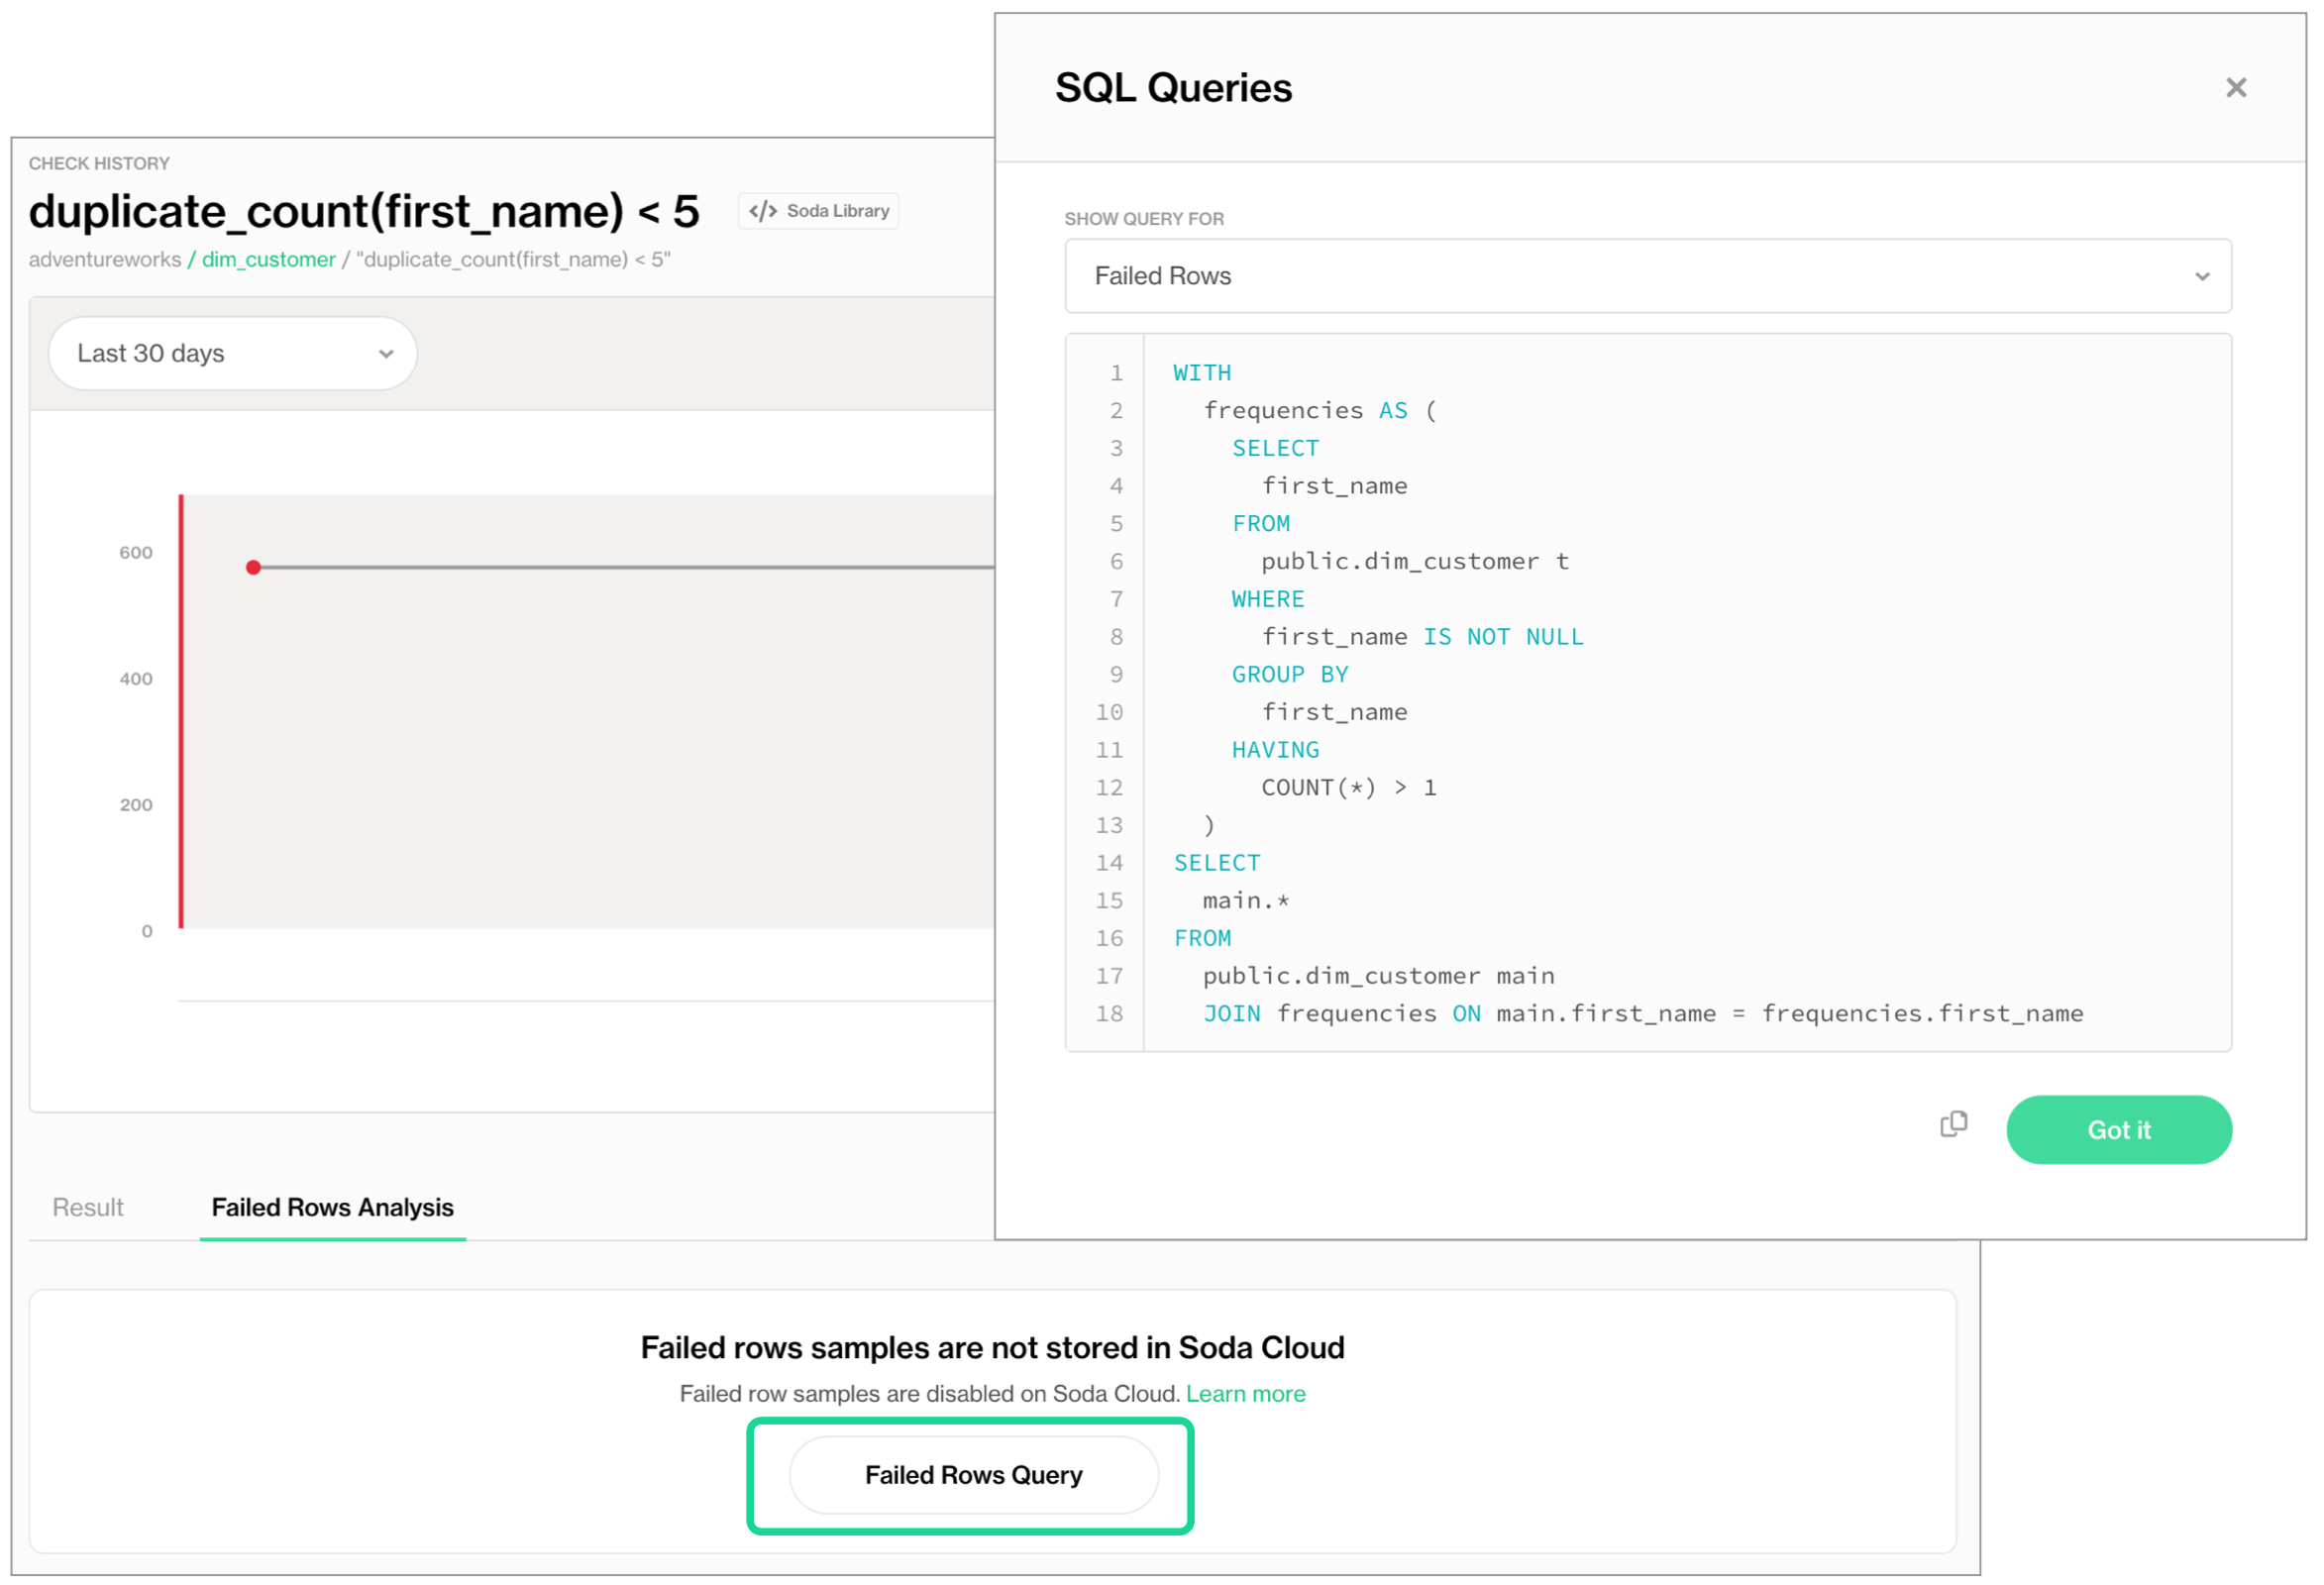 CHECK HISTORY
duplicate_count(first_name) < 5
</> Soda Library
adventureworks / dim_customer / "duplicate_count(first_name) < 5"
Last 30 days
600
400
200
0
Result
Failed Rows Analysis
Failed rows samples are not stored in Soda Cloud
Failed row samples are disabled on Soda Cloud. Learn more
Failed Rows Query
SQL Queries
SHOW QUERY FOR
Failed Rows
1 WITH
2   frequencies AS (
3     SELECT
4       first_name
5     FROM
6       public.dim_customer t
7     WHERE
8       first_name IS NOT NULL
9     GROUP BY
10       first_name
11     HAVING
12       COUNT(*) > 1
13   )
14 SELECT
15   main.*
16 FROM
17   public.dim_customer main
18   JOIN frequencies ON main.first_name = frequencies.first_name
Got it